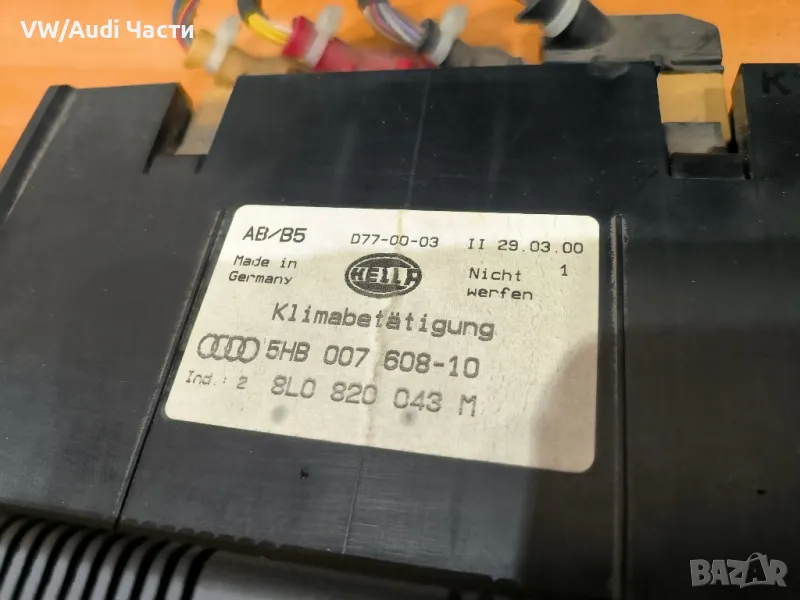 VW/Audi Части
AB/B5 D77-00-03 II 29.03.00
Made in Germany HELLA Nicht werfen 1
Klimabetätigung
5HB 007 608-10
Ind.: 2 8L0 820 043 M
BAZAR